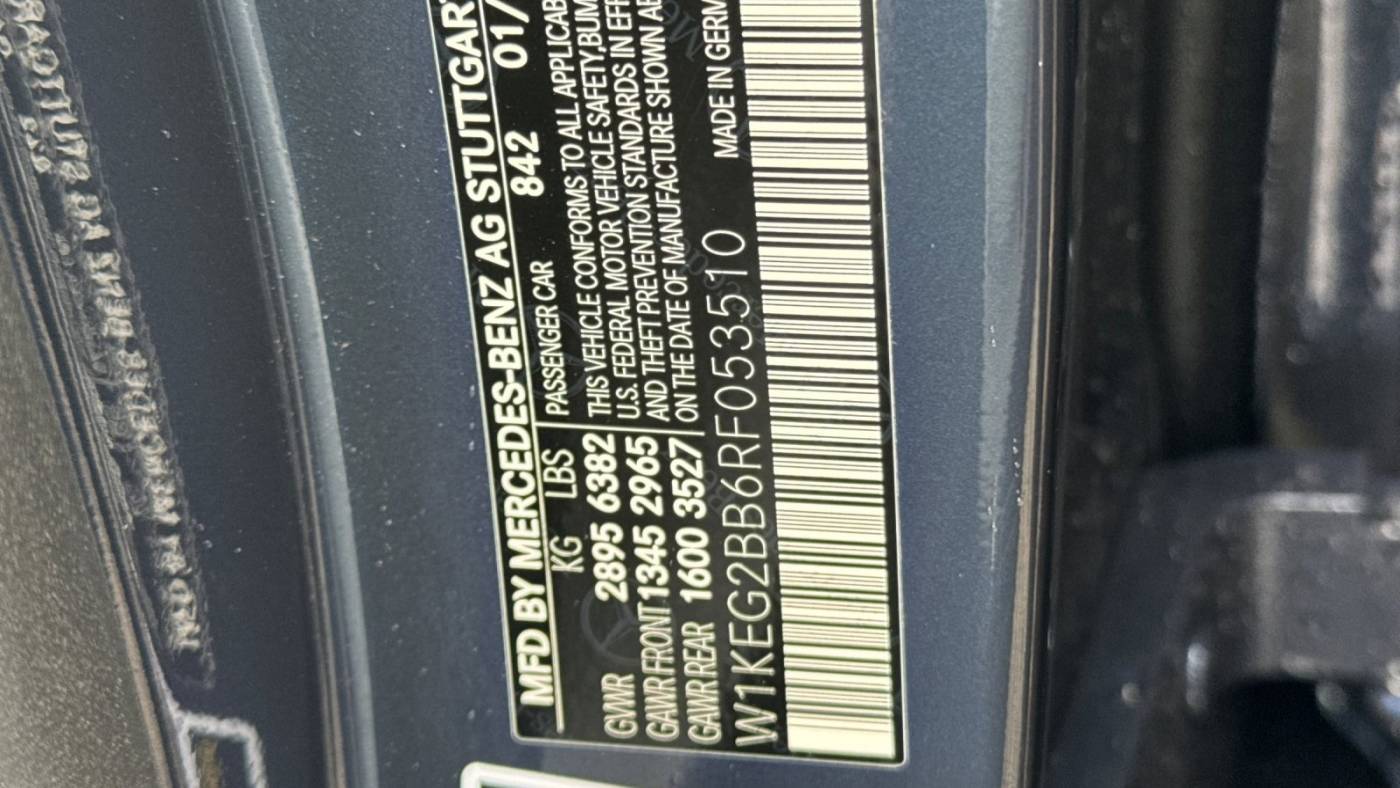 MFD BY MERCEDES-BENZ AG STUTTGART
KG LBS
842 01/
GVWR 2895 6382
GAWR FRONT 1345 2965
GAWR REAR 1600 3527
PASSENGER CAR
THIS VEHICLE CONFORMS TO ALL APPLICAB
U.S. FEDERAL MOTOR VEHICLE SAFETY,BUM
AND THEFT PREVENTION STANDARDS IN EFF
ON THE DATE OF MANUFACTURE SHOWN AB
W1KEG2BB6RF053510
MADE IN GERM